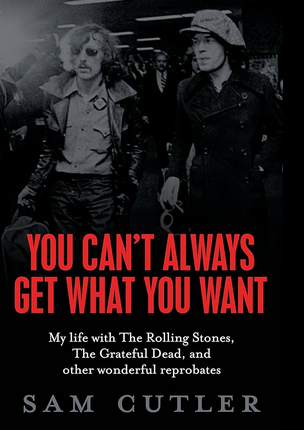 YOU CAN'T ALWAYS
GET WHAT YOU WANT
My life with The Rolling Stones,
The Grateful Dead, and
other wonderful reprobates
SAM CUTLER